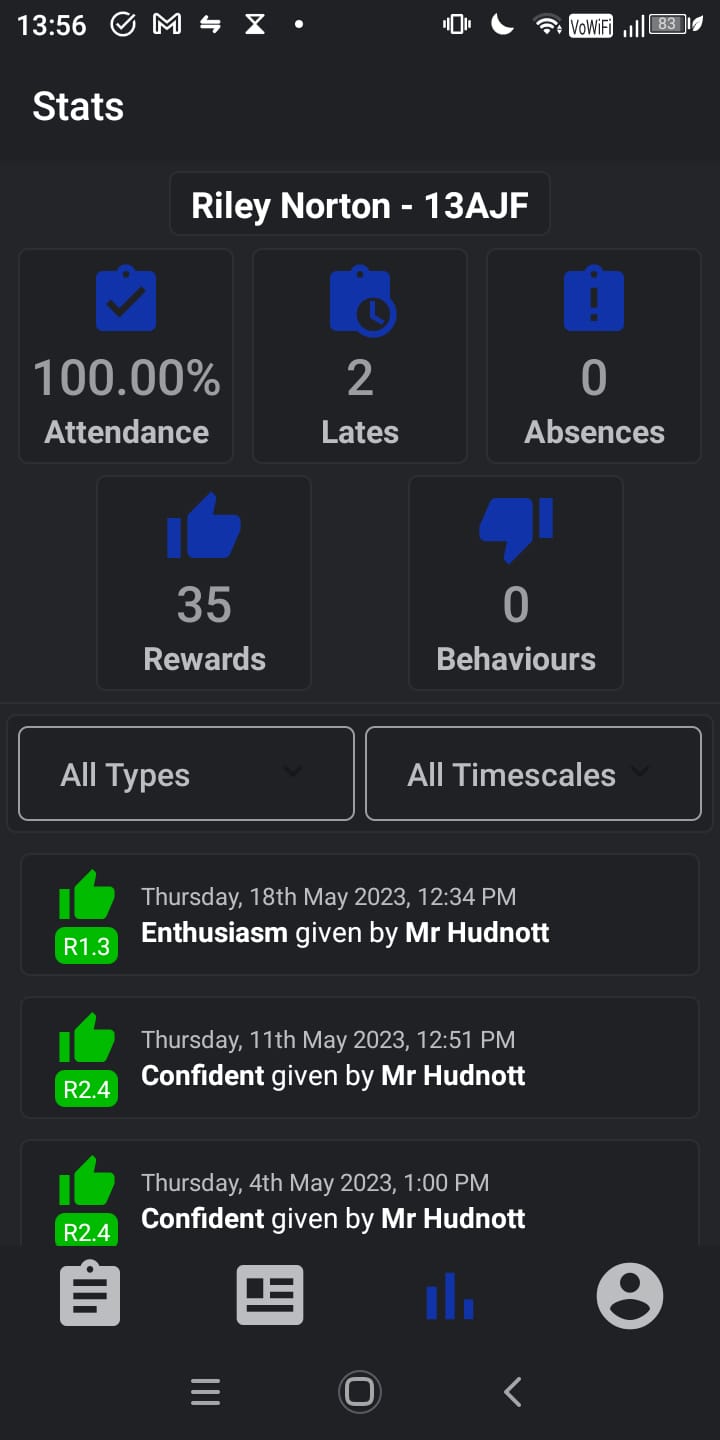 13:56 VoWiFi 83
Stats
Riley Norton - 13AJF
100.00% 2 0
Attendance Lates Absences
35 0
Rewards Behaviours
All Types All Timescales
Thursday, 18th May 2023, 12:34 PM
Enthusiasm given by Mr Hudnott
R1.3
Thursday, 11th May 2023, 12:51 PM
Confident given by Mr Hudnott
R2.4
Thursday, 4th May 2023, 1:00 PM
Confident given by Mr Hudnott
R2.4